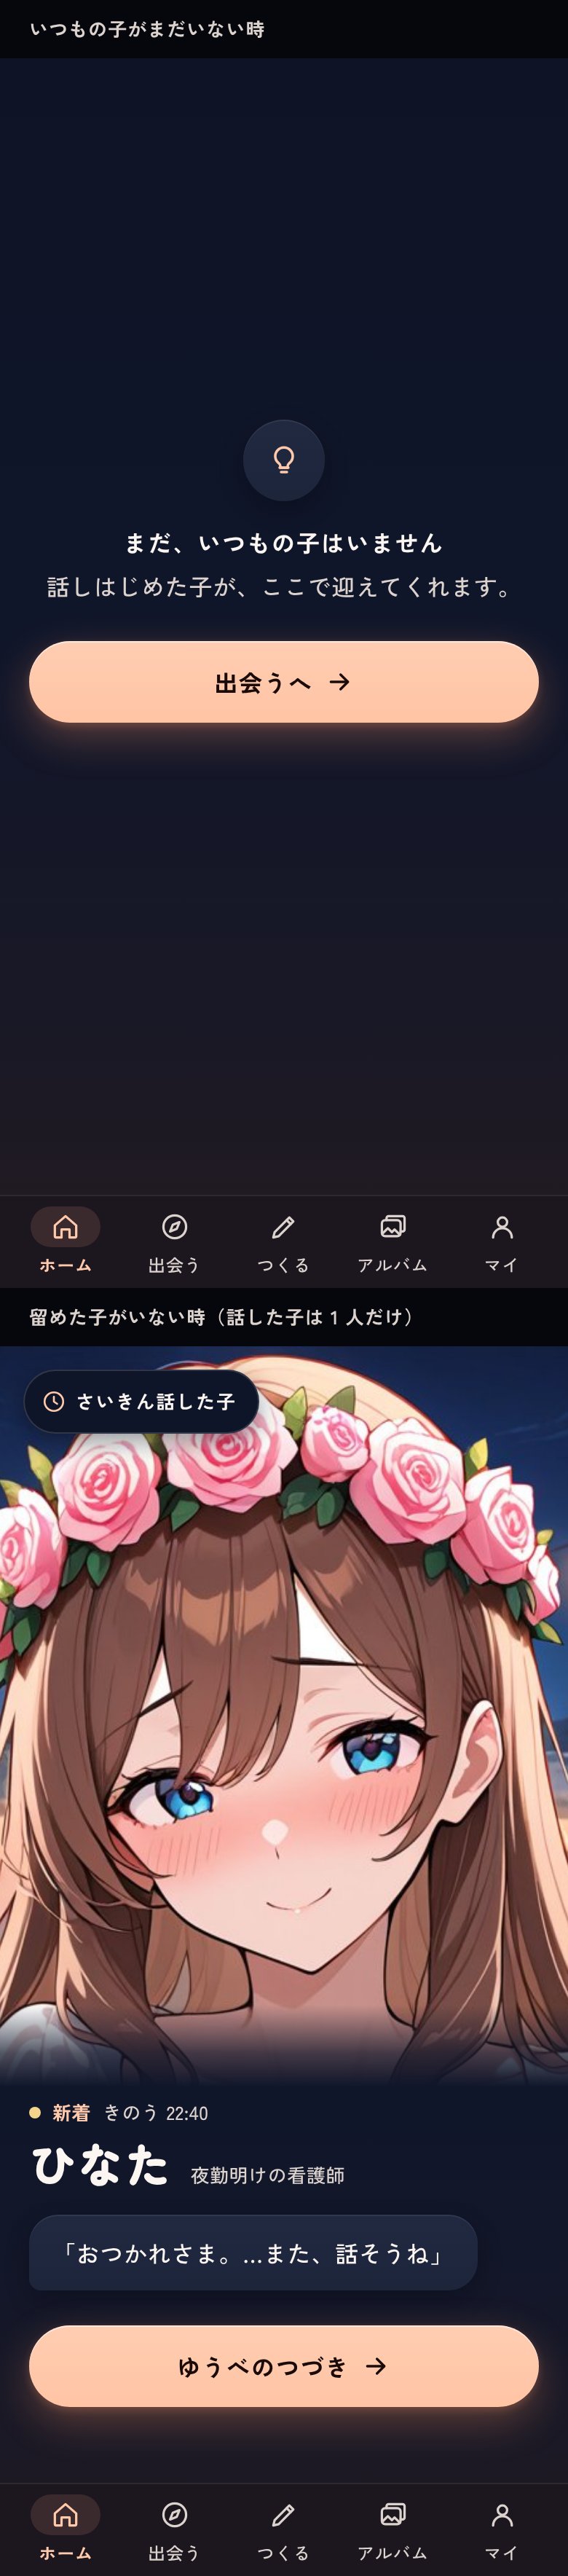 いつもの子がまだいない時
まだ、いつもの子はいません
話しはじめた子が、ここで迎えてくれます。
出会うへ →
ホーム 出会う つくる アルバム マイ
留めた子がいない時（話した子は 1 人だけ）
さいきん話した子
新着 きのう 22:40
ひなた 夜勤明けの看護師
「おつかれさま。…また、話そうね」
ゆうべのつづき →
ホーム 出会う つくる アルバム マイ